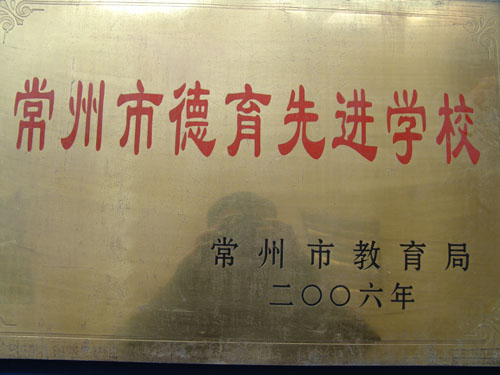 常州市德育先进学校
常州市教育局
二〇〇六年